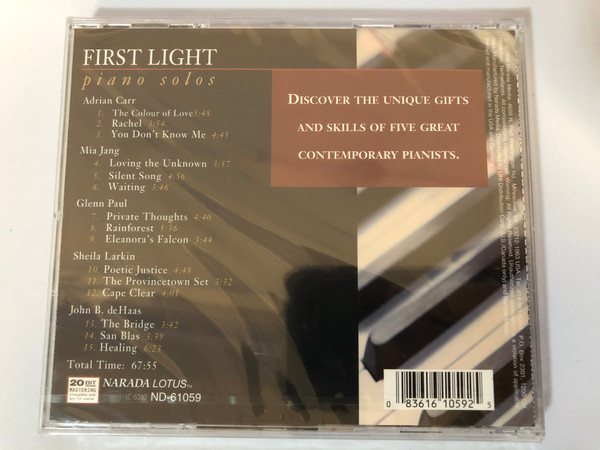 FIRST LIGHT
piano solos
Adrian Carr
1. The Colour of Love 5:48
2. Rachel 3:54
3. You Don't Know Me 4:45
Mia Jang
4. Loving the Unknown 3:57
5. Silent Song 4:56
6. Waiting 3:46
Glenn Paul
7. Private Thoughts 4:40
8. Rainforest 5:36
9. Eleanora's Falcon 3:44
Sheila Larkin
10. Poetic Justice 4:48
11. The Provincetown Set 5:32
12. Cape Clear 4:01
John B. deHaas
13. The Bridge 3:42
14. San Blas 3:39
15. Healing 6:23
Total Time: 67:55
DISCOVER THE UNIQUE GIFTS
AND SKILLS OF FIVE GREAT
CONTEMPORARY PIANISTS.
20 BIT
MASTERING
NARADA LOTUS™
ND-61059
0 83616 10592 5